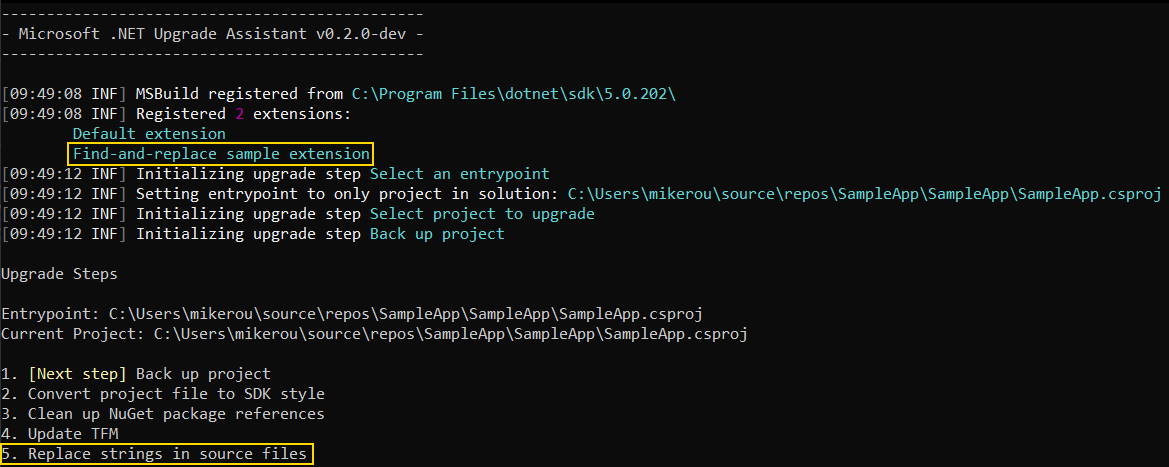 -----------------------------------------------
- Microsoft .NET Upgrade Assistant v0.2.0-dev -
-----------------------------------------------
[09:49:08 INF] MSBuild registered from C:\Program Files\dotnet\sdk\5.0.202\
[09:49:08 INF] Registered 2 extensions:
Default extension
Find-and-replace sample extension
[09:49:12 INF] Initializing upgrade step Select an entrypoint
[09:49:12 INF] Setting entrypoint to only project in solution: C:\Users\mikerou\source\repos\SampleApp\SampleApp\SampleApp.csproj
[09:49:12 INF] Initializing upgrade step Select project to upgrade
[09:49:12 INF] Initializing upgrade step Back up project
Upgrade Steps
Entrypoint: C:\Users\mikerou\source\repos\SampleApp\SampleApp\SampleApp.csproj
Current Project: C:\Users\mikerou\source\repos\SampleApp\SampleApp\SampleApp.csproj
1. [Next step] Back up project
2. Convert project file to SDK style
3. Clean up NuGet package references
4. Update TFM
5. Replace strings in source files